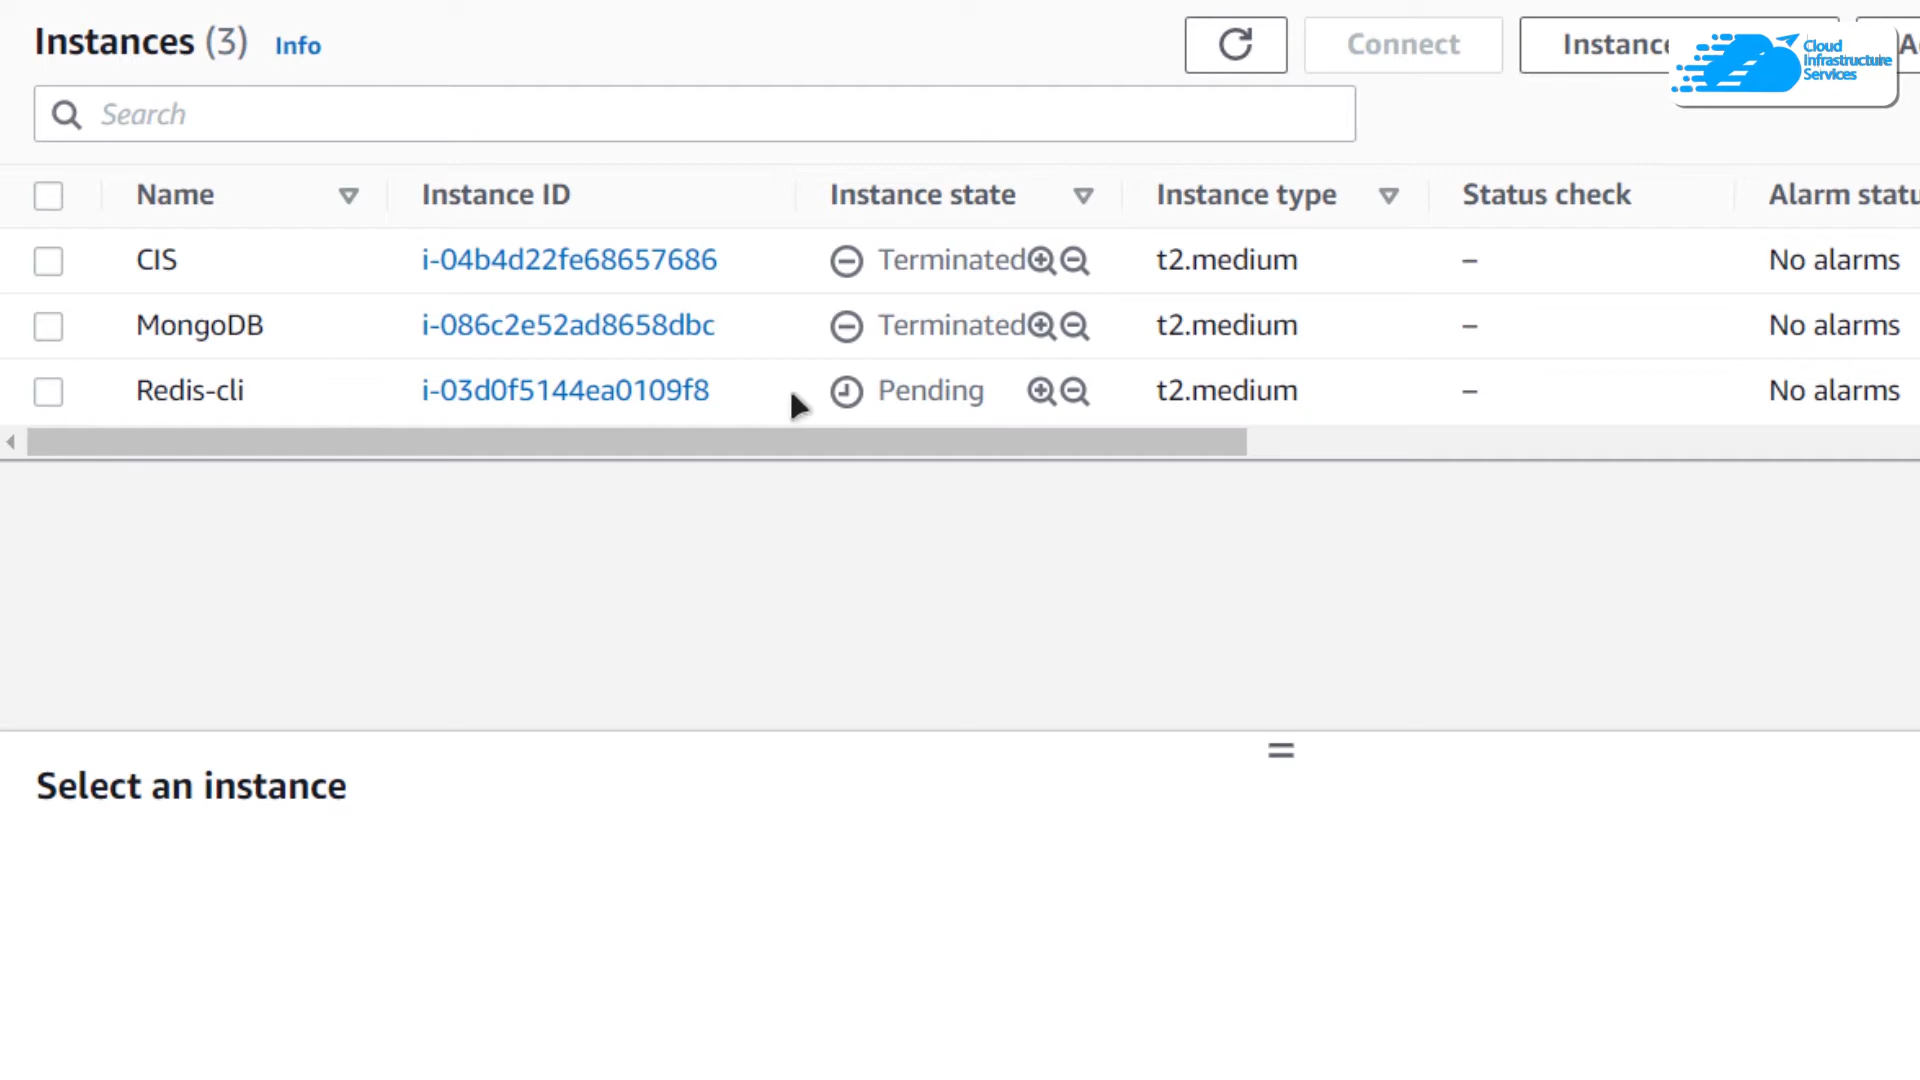 Instances (3) Info
Connect
Instance
Cloud
Infrastructure
Services
A
Search
Name Instance ID Instance state Instance type Status check Alarm statu
CIS i-04b4d22fe68657686 Terminated t2.medium – No alarms
MongoDB i-086c2e52ad8658dbc Terminated t2.medium – No alarms
Redis-cli i-03d0f5144ea0109f8 Pending t2.medium – No alarms
Select an instance